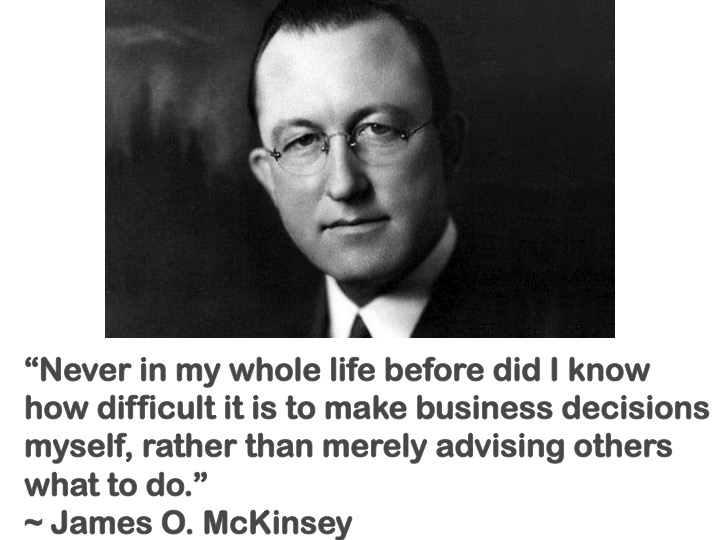 “Never in my whole life before did I know
how difficult it is to make business decisions
myself, rather than merely advising others
what to do.”
~ James O. McKinsey